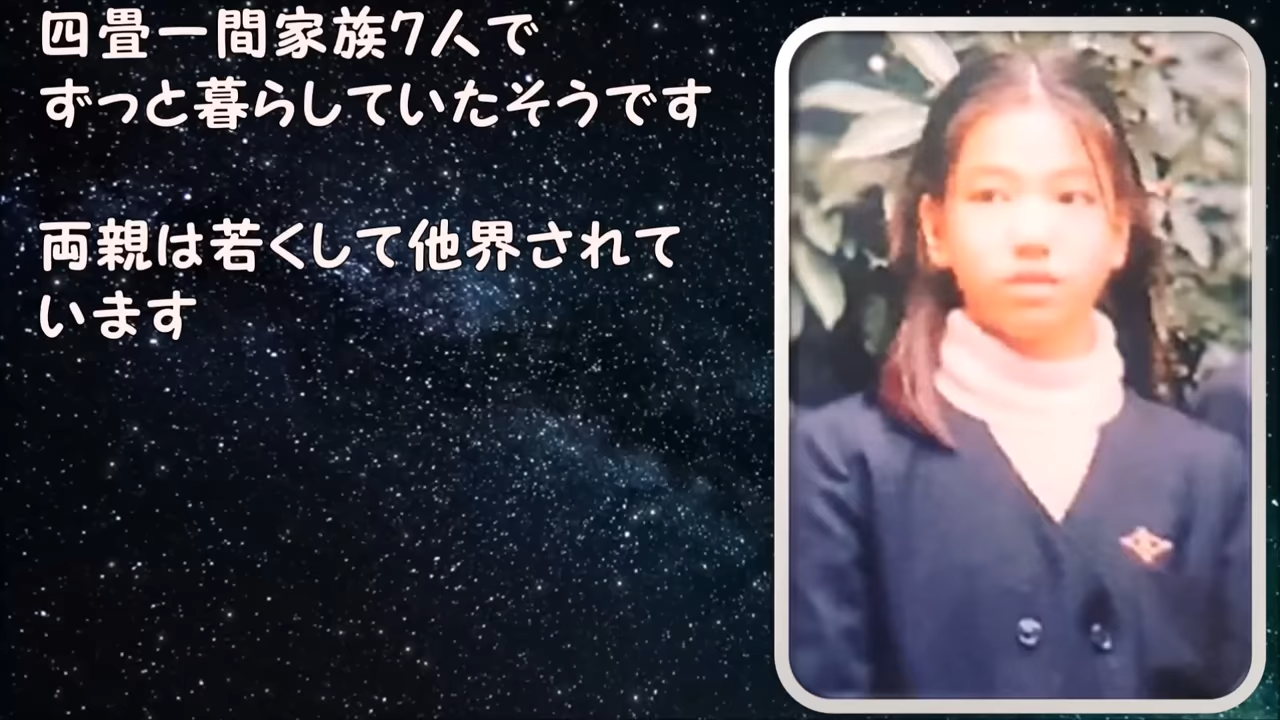 四畳一間家族7人で
ずっと暮らしていたそうです
両親は若くして他界されて
います